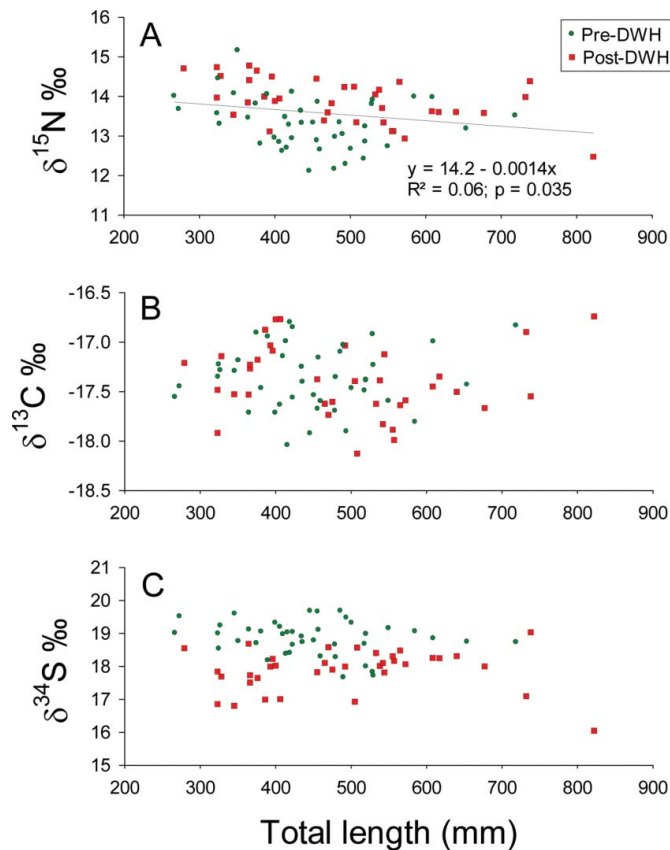 16
15
14
13
12
11
A
Pre-DWH
Post-DWH
δ¹⁵N ‰
y = 14.2 - 0.0014x
R² = 0.06; p = 0.035
200 300 400 500 600 700 800 900
-16.5
-17.0
-17.5
-18.0
-18.5
B
δ¹³C ‰
200 300 400 500 600 700 800 900
21
20
19
18
17
16
15
C
δ³⁴S ‰
200 300 400 500 600 700 800 900
Total length (mm)